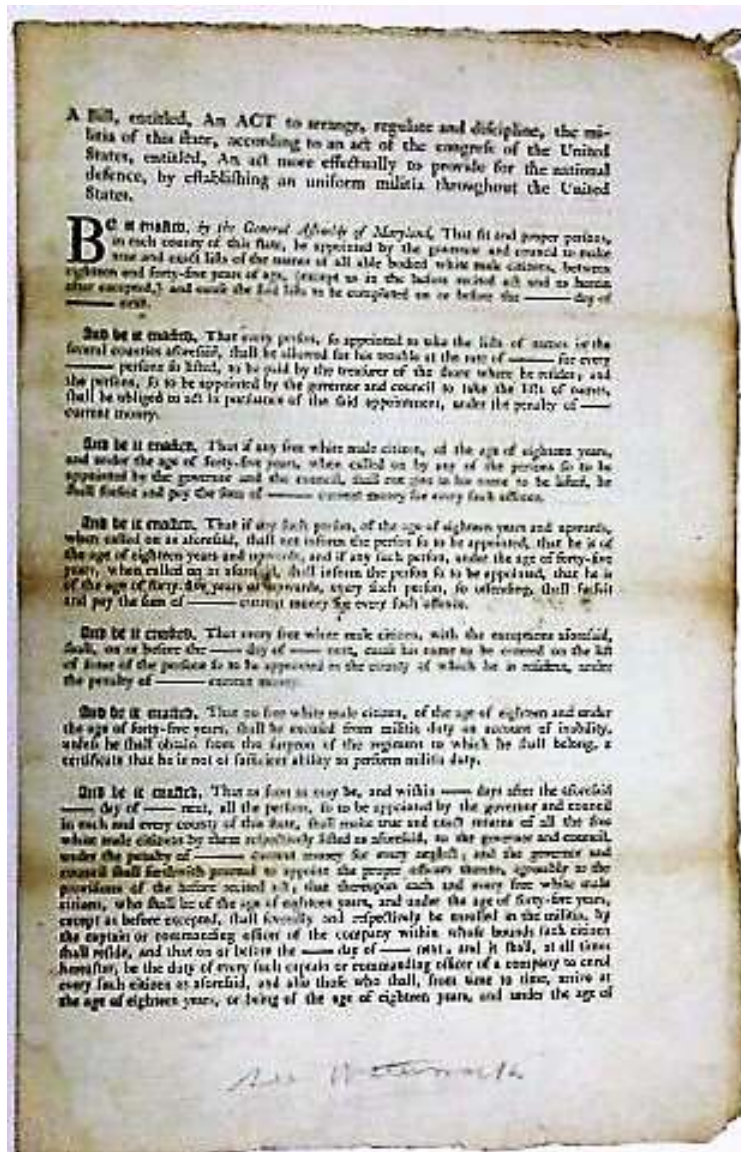 A Bill, entitled, An ACT to arrange, regulate and discipline, the mi-
litia of this state, according to an act of the congress of the United
States, entitled, An act more effectually to provide for the national
defence, by establishing an uniform militia throughout the United
States.
BE it enacted, by the General Assembly of Maryland, That fit and proper persons,
in each county of this state, be appointed by the governor and council to make
true and exact lists of the names of all able bodied white male citizens, between
eighteen and forty-five years of age, (except as in the before recited act and as herein
after excepted,) and cause the said lists to be completed on or before the —— day of
—— next.
And be it enacted, That every person, so appointed to take the lists of names in the
several counties aforesaid, shall be allowed for his trouble at the rate of —— for every
—— persons so listed, to be paid by the treasurer of the shore where he resides; and
the persons, so to be appointed by the governor and council to take the lists of names,
shall be obliged to act in pursuance of the said appointment, under the penalty of ——
current money.
And be it enacted, That if any free white male citizen, of the age of eighteen years,
and under the age of forty-five years, when called on by any of the persons so to be
appointed by the governor and the council, shall not give in his name to be listed, he
shall forfeit and pay the sum of —— current money for every such offence.
And be it enacted, That if any such person, of the age of eighteen years and upwards,
when called on as aforesaid, shall not inform the person so to be appointed, that he is of
the age of eighteen years and upwards, and if any such person, under the age of forty-five
years, when called on as aforesaid, shall inform the person so to be appointed, that he is
of the age of forty-five years or upwards, every such person, so offending, shall forfeit
and pay the sum of —— current money for every such offence.
And be it enacted, That every free white male citizen, with the exceptions aforesaid,
shall, on or before the —— day of —— next, cause his name to be entered on the list
of some of the persons so to be appointed in the county of which he is resident, under
the penalty of —— current money.
And be it enacted, That no free white male citizen, of the age of eighteen and under
the age of forty-five years, shall be excused from militia duty on account of inability,
unless he shall obtain from the surgeon of the regiment to which he shall belong, a
certificate that he is not of sufficient ability to perform militia duty.
And be it enacted, That as soon as may be, and within —— days after the aforesaid
—— day of —— next, all the persons, so to be appointed by the governor and council
in each and every county of this state, shall make true and exact returns of all the free
white male citizens by them respectively listed as aforesaid, to the governor and council,
under the penalty of —— current money for every neglect; and the governor and
council shall forthwith proceed to appoint the proper officers thereto, agreeably to the
provisions of the before recited act; that thereupon each and every free white male
citizen, who shall be of the age of eighteen years, and under the age of forty-five years,
except as before excepted, shall severally and respectively be enrolled in the militia, by
the captain or commanding officer of the company within whose bounds such citizen
shall reside, and that on or before the —— day of —— next; and it shall, at all times
hereafter, be the duty of every such captain or commanding officer of a company to enrol
every such citizen as aforesaid, and also those who shall, from time to time, arrive at
the age of eighteen years, or being of the age of eighteen years, and under the age of